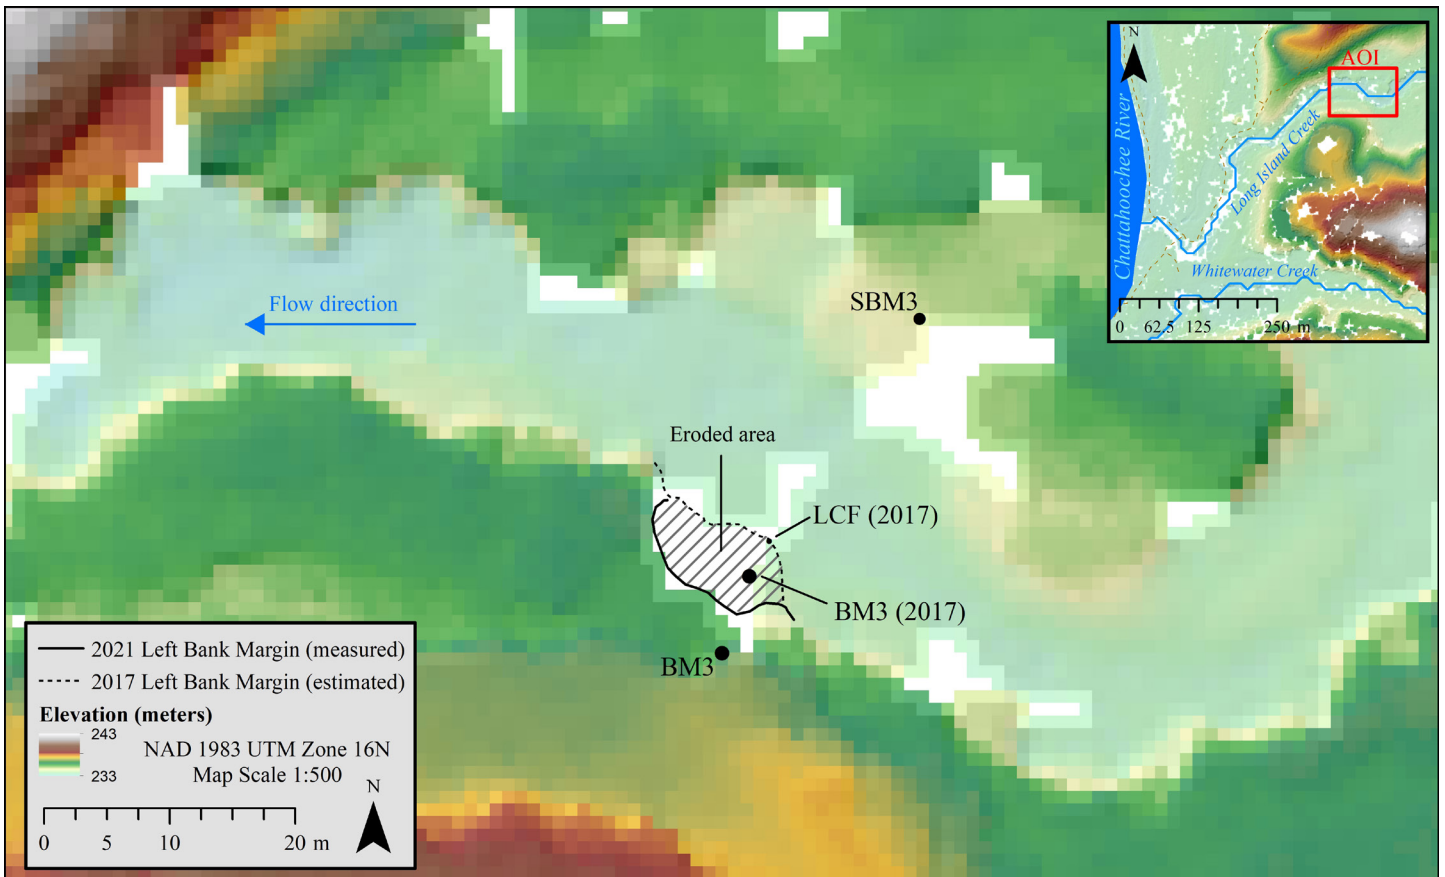 N
AOI
Chattahoochee River
Long Island Creek
Whitewater Creek
0 62.5 125 250 m
SBM3
Flow direction
Eroded area
LCF (2017)
BM3 (2017)
BM3
2021 Left Bank Margin (measured)
2017 Left Bank Margin (estimated)
Elevation (meters)
243
233
NAD 1983 UTM Zone 16N
Map Scale 1:500
N
0 5 10 20 m